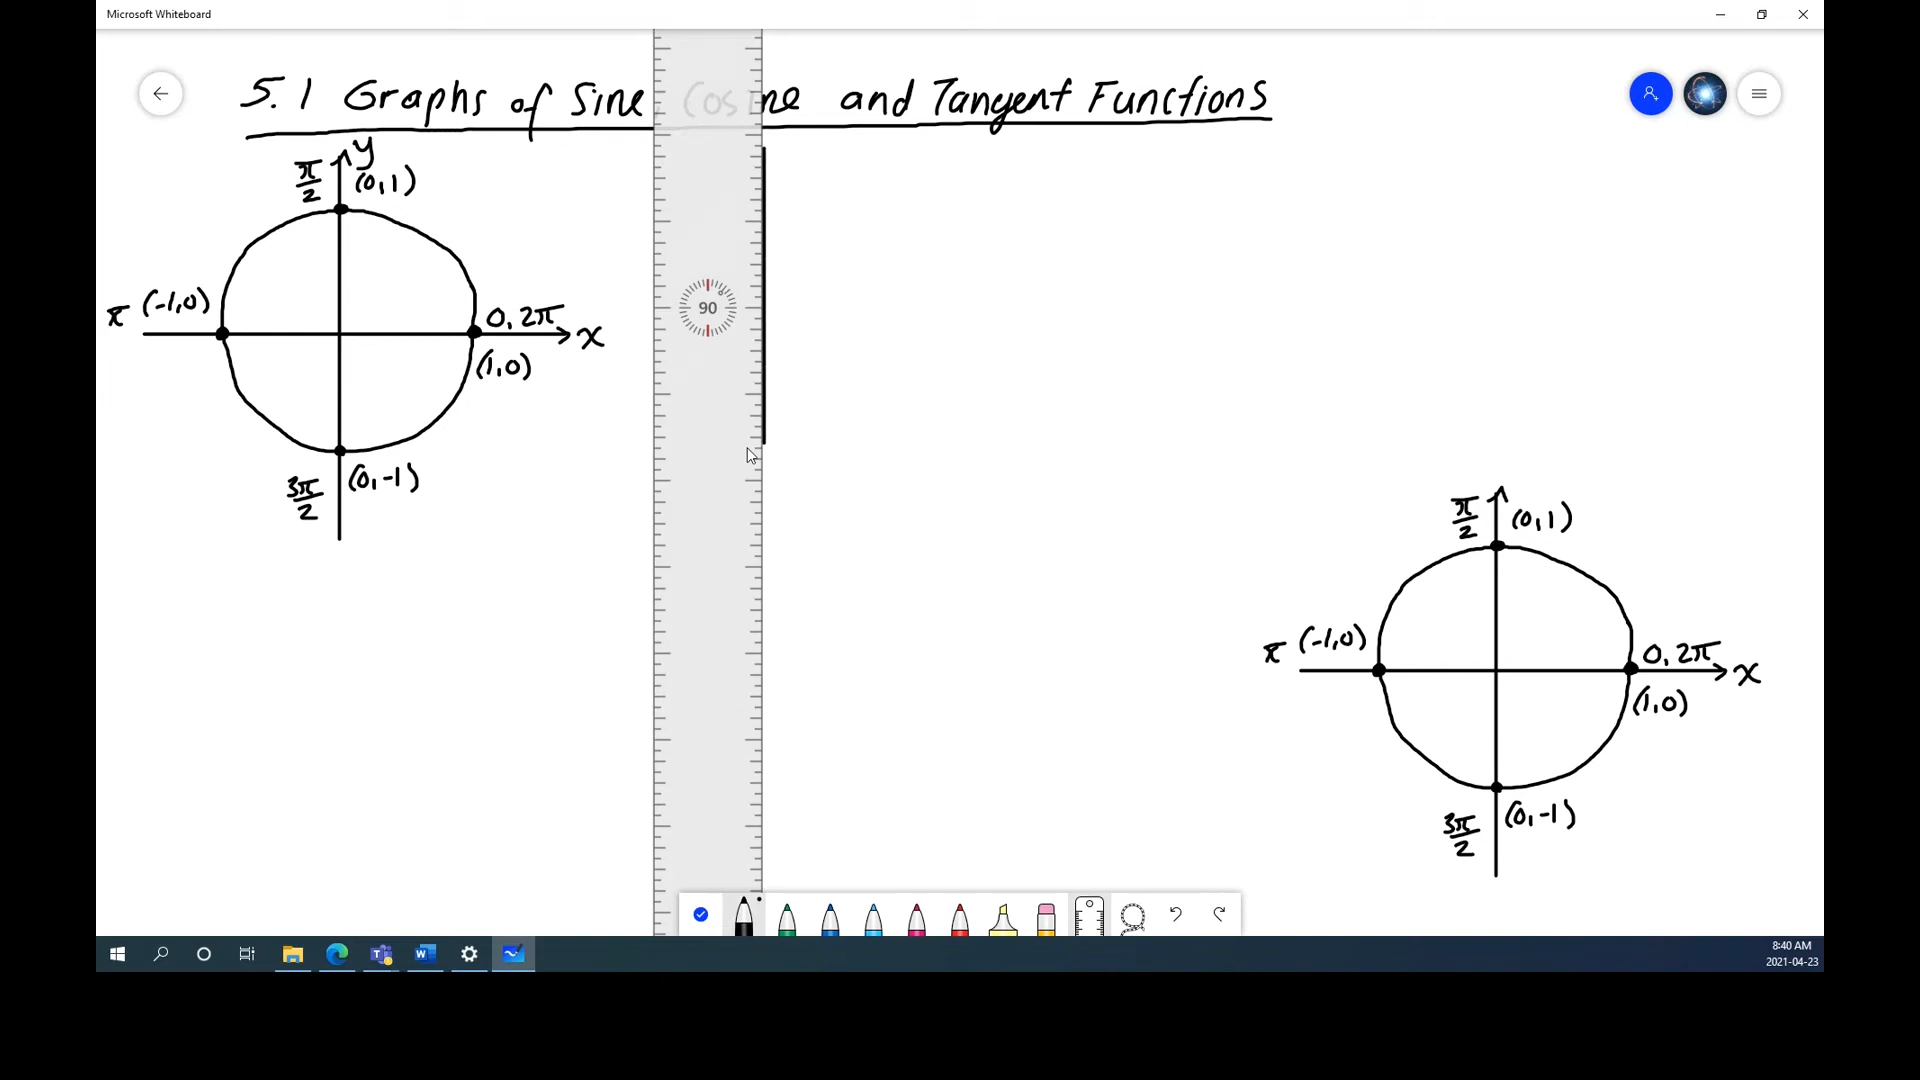 Microsoft Whiteboard
5.1 Graphs of Sine, Cosine and Tangent Functions
y
π/2
(0,1)
π
(-1,0)
0, 2π
x
(1,0)
3π/2
(0,-1)
90
π/2
(0,1)
π
(-1,0)
0, 2π
x
(1,0)
3π/2
(0,-1)
8:40 AM
2021-04-23